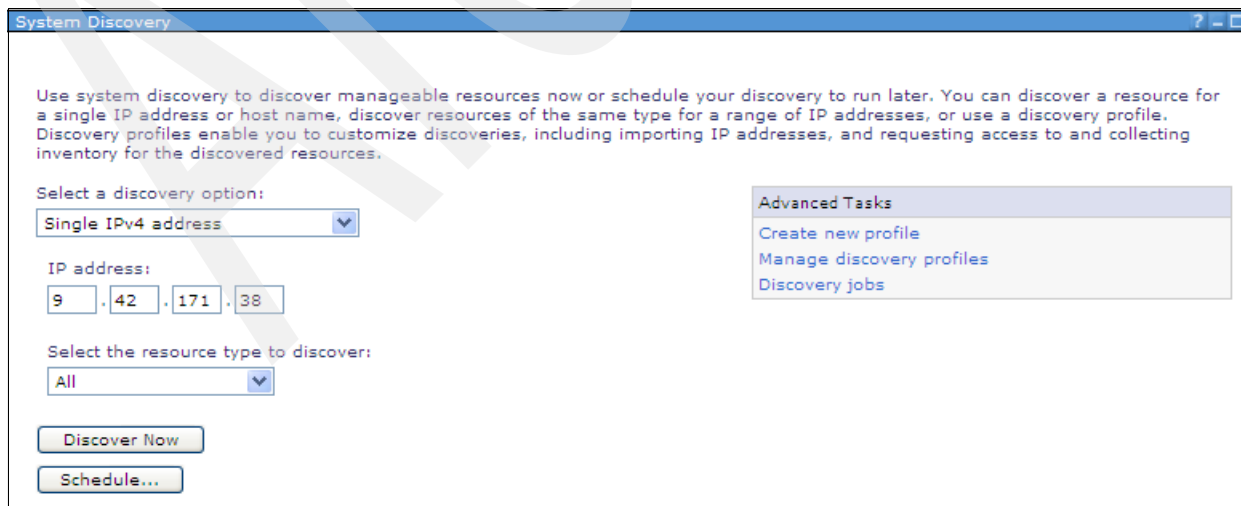 System Discovery
Use system discovery to discover manageable resources now or schedule your discovery to run later. You can discover a resource for
a single IP address or host name, discover resources of the same type for a range of IP addresses, or use a discovery profile.
Discovery profiles enable you to customize discoveries, including importing IP addresses, and requesting access to and collecting
inventory for the discovered resources.
Select a discovery option:
Single IPv4 address
IP address:
9 . 42 . 171 . 38
Select the resource type to discover:
All
Discover Now
Schedule...
Advanced Tasks
Create new profile
Manage discovery profiles
Discovery jobs